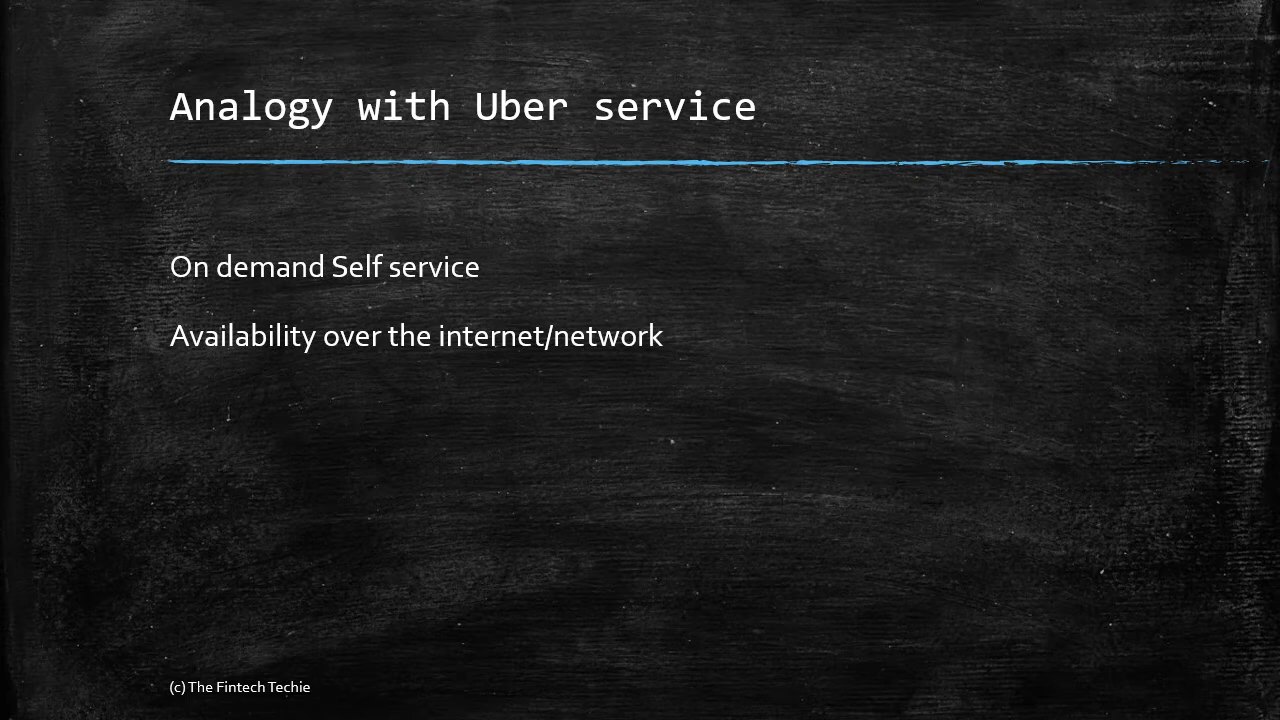 Analogy with Uber service
On demand Self service
Availability over the internet/network
(c) The Fintech Techie